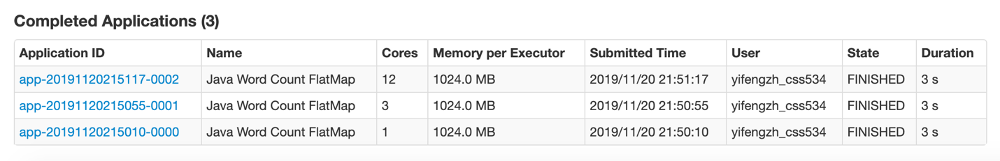 Completed Applications (3)
Application ID Name Cores Memory per Executor Submitted Time User State Duration
app-20191120215117-0002 Java Word Count FlatMap 12 1024.0 MB 2019/11/20 21:51:17 yifengzh_css534 FINISHED 3 s
app-20191120215055-0001 Java Word Count FlatMap 3 1024.0 MB 2019/11/20 21:50:55 yifengzh_css534 FINISHED 3 s
app-20191120215010-0000 Java Word Count FlatMap 1 1024.0 MB 2019/11/20 21:50:10 yifengzh_css534 FINISHED 3 s